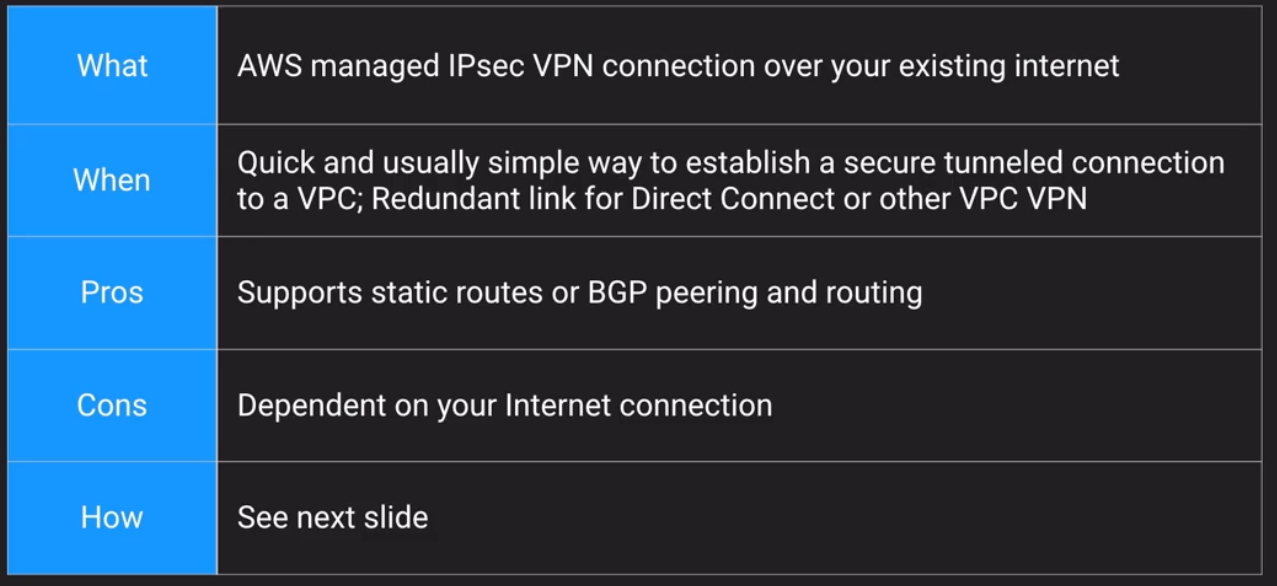 What
AWS managed IPsec VPN connection over your existing internet
When
Quick and usually simple way to establish a secure tunneled connection
to a VPC; Redundant link for Direct Connect or other VPC VPN
Pros
Supports static routes or BGP peering and routing
Cons
Dependent on your Internet connection
How
See next slide